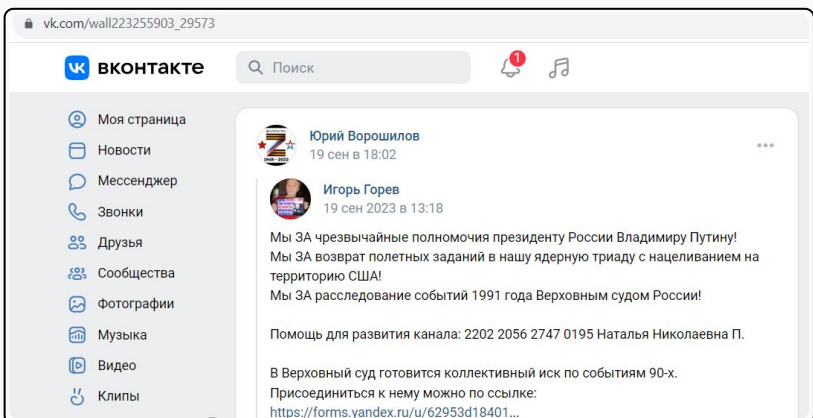 vk.com/wall223255903_29573
вконтакте
Поиск
1
Моя страница
Новости
Мессенджер
Звонки
Друзья
Сообщества
Фотографии
Музыка
Видео
Клипы
Юрий Ворошилов
19 сен в 18:02
Игорь Горев
19 сен 2023 в 13:18
Мы ЗА чрезвычайные полномочия президенту России Владимиру Путину!
Мы ЗА возврат полетных заданий в нашу ядерную триаду с нацеливанием на
территорию США!
Мы ЗА расследование событий 1991 года Верховным судом России!
Помощь для развития канала: 2202 2056 2747 0195 Наталья Николаевна П.
В Верховный суд готовится коллективный иск по событиям 90-х.
Присоединиться к нему можно по ссылке:
https://forms.yandex.ru/u/62953d18401...